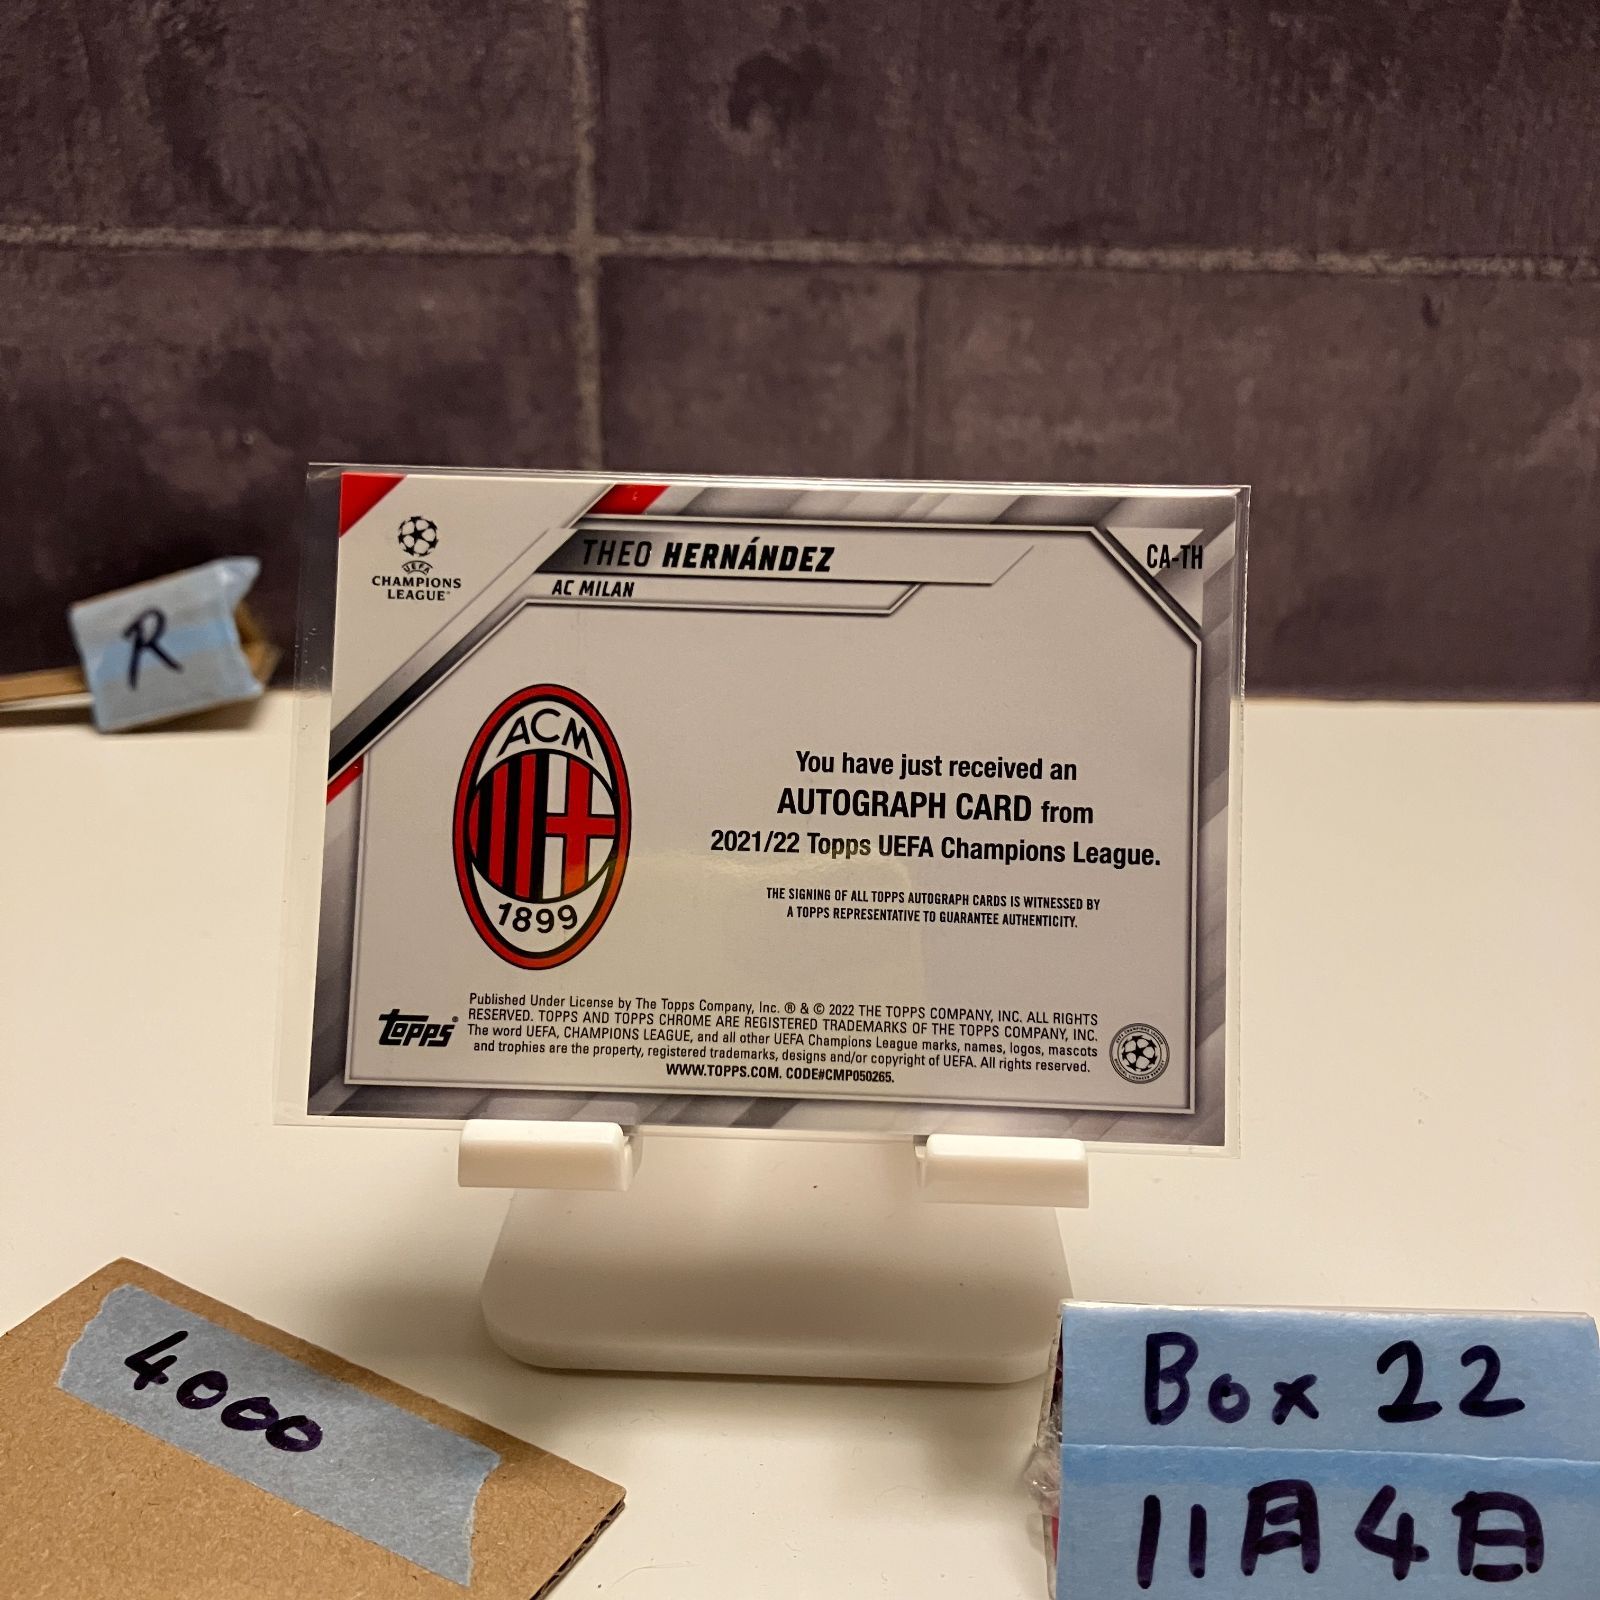 UEFA
CHAMPIONS
LEAGUE
THEO HERNÁNDEZ
AC MILAN
CA-TH
R
ACM
1899
You have just received an
AUTOGRAPH CARD from
2021/22 Topps UEFA Champions League.
THE SIGNING OF ALL TOPPS AUTOGRAPH CARDS IS WITNESSED BY
A TOPPS REPRESENTATIVE TO GUARANTEE AUTHENTICITY.
topps®
Published Under License by The Topps Company, Inc. ® & © 2022 THE TOPPS COMPANY, INC. ALL RIGHTS
RESERVED. TOPPS AND TOPPS CHROME ARE REGISTERED TRADEMARKS OF THE TOPPS COMPANY, INC.
The word UEFA, CHAMPIONS LEAGUE, and all other UEFA Champions League marks, names, logos, mascots
and trophies are the property, registered trademarks, designs and/or copyright of UEFA. All rights reserved.
WWW.TOPPS.COM. CODE#CMP050265.
4000
Box 22
11月4日